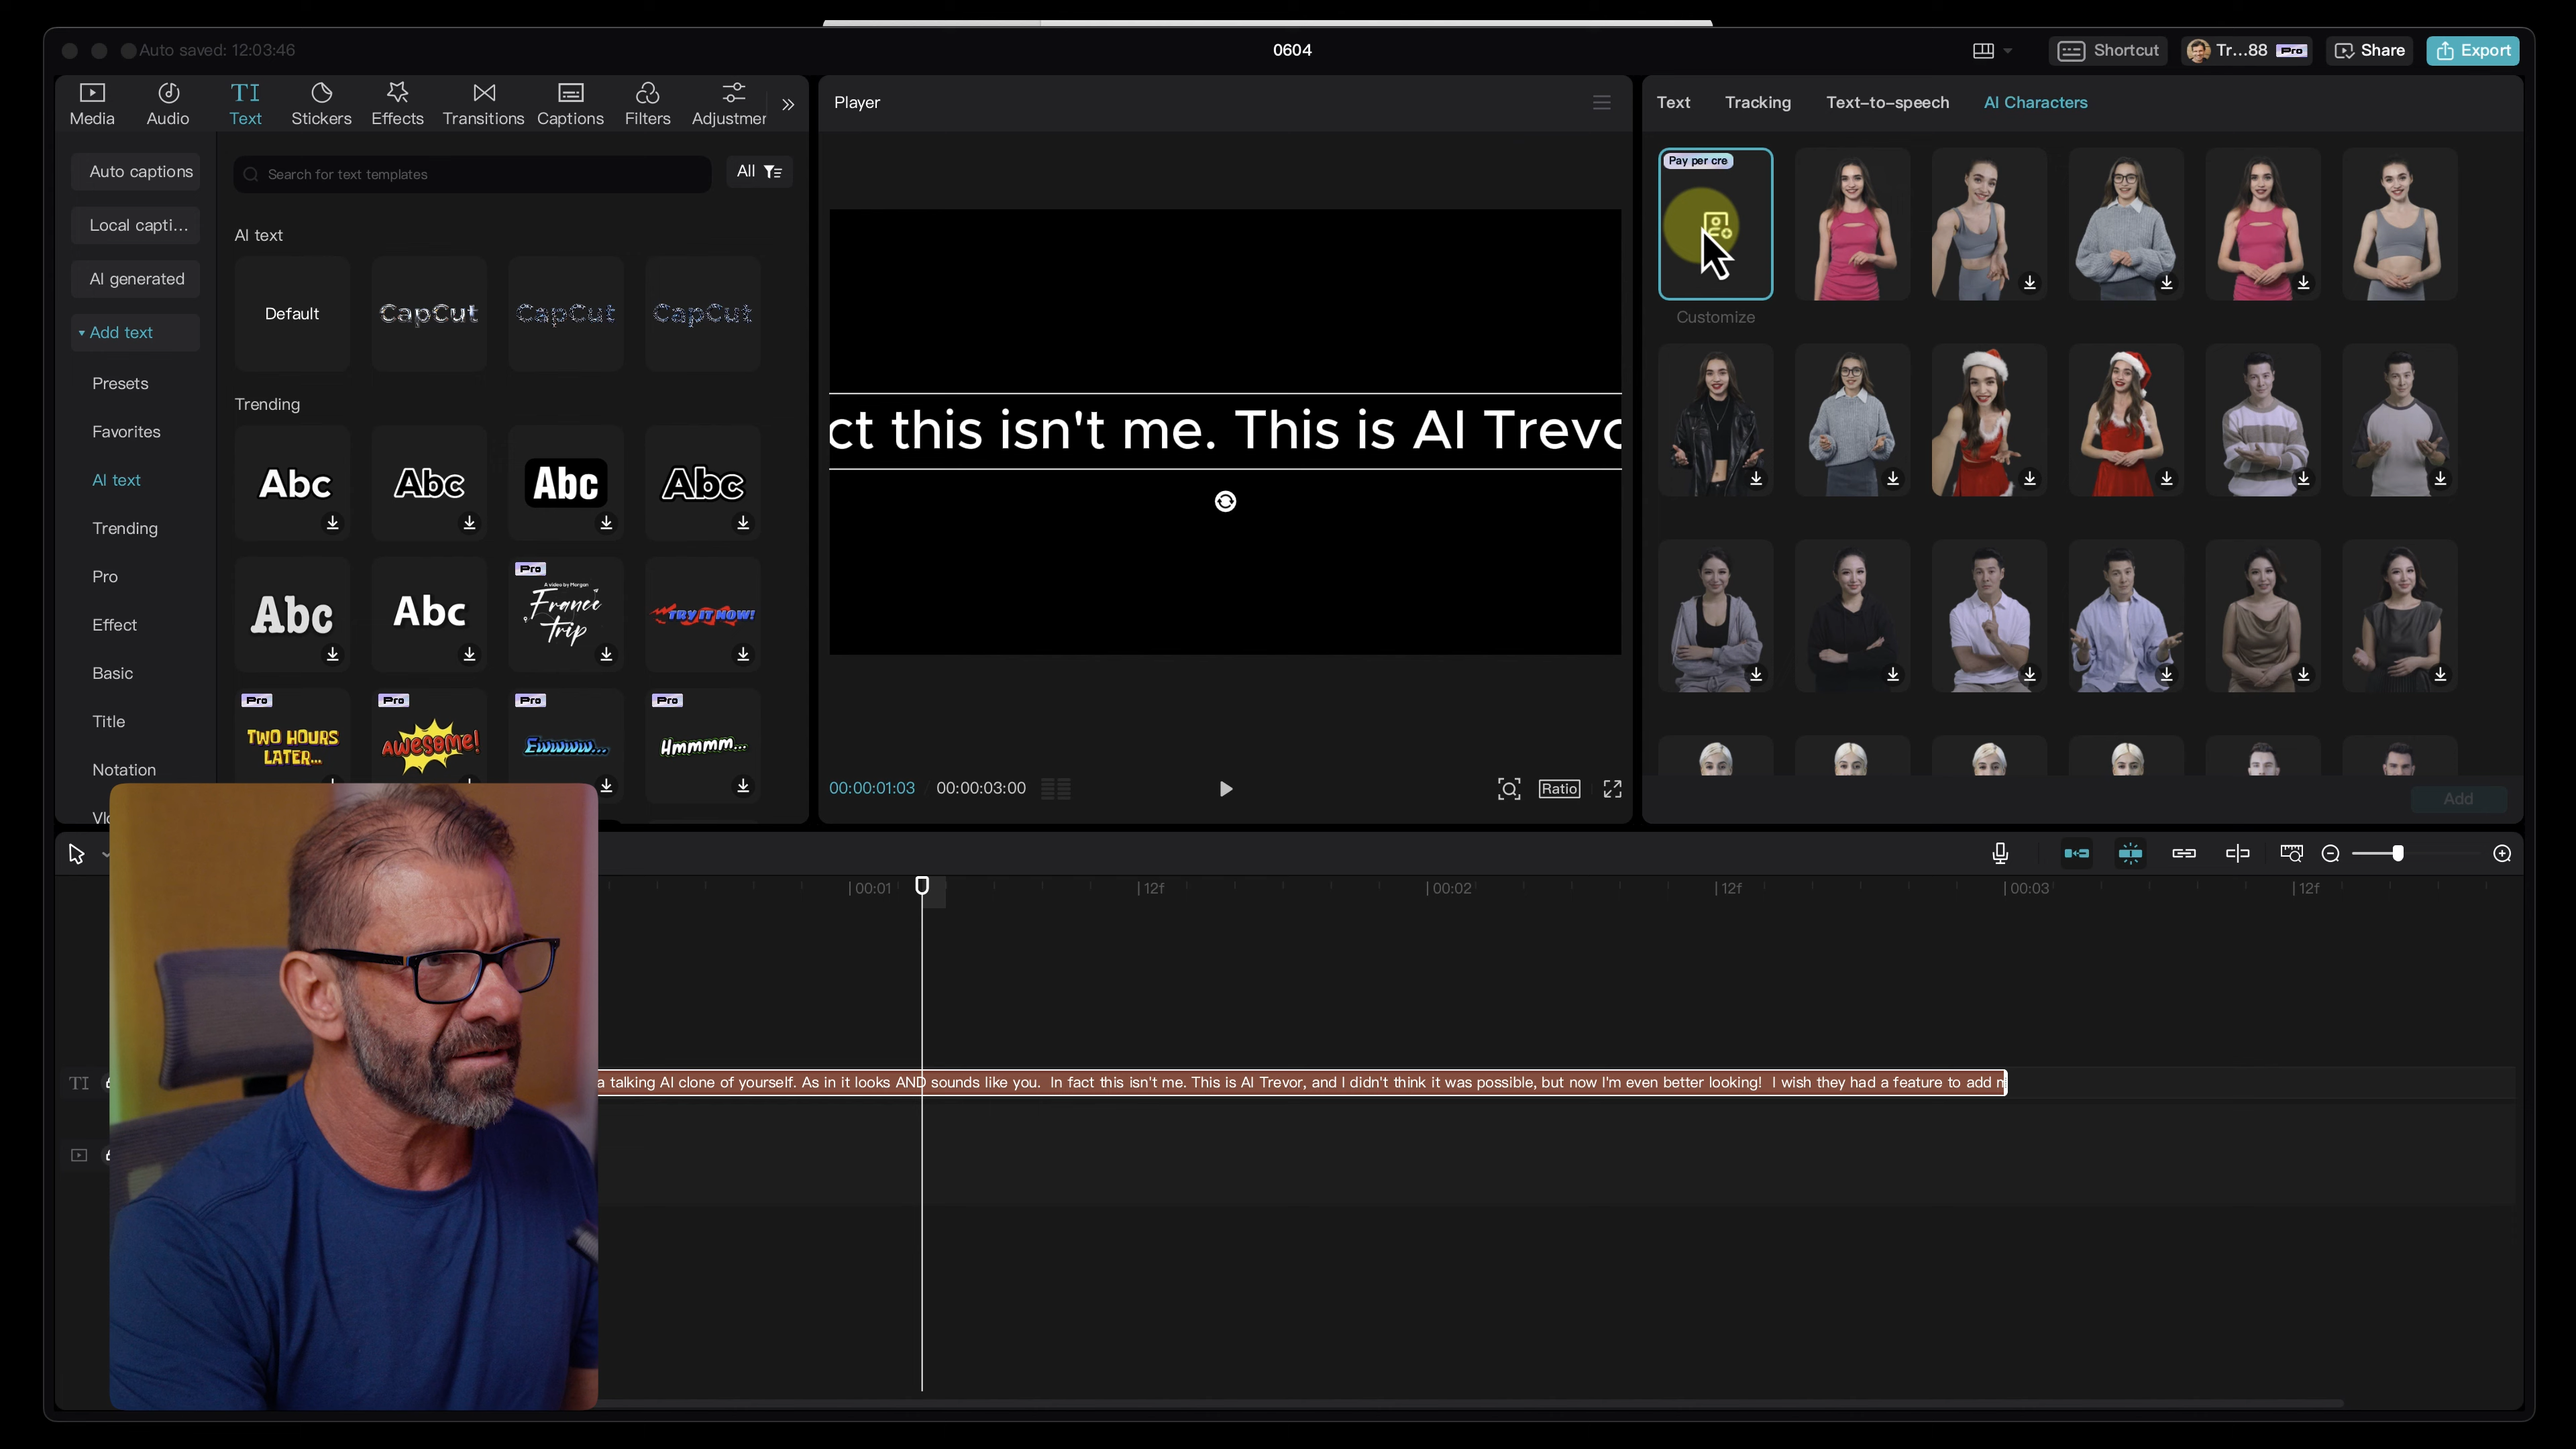 Auto saved: 12:03:46
0604
Shortcut
Tr...88
Pro
Share
Export
Media
Audio
TI
Text
Stickers
Effects
Transitions
Captions
Filters
Adjustmer
Auto captions
Local capti...
AI generated
Add text
Presets
Favorites
AI text
Trending
Pro
Effect
Basic
Title
Notation
Search for text templates
All
AI text
Default
CapCut
CapCut
CapCut
Trending
Abc
Abc
Abc
Abc
Abc
Abc
Pro
A video by Morgan
France
trip
TRY IT NOW!
Pro
TWO HOURS
LATER...
Pro
AWESOME!
Pro
Ewwww...
Pro
Hmmmm...
Player
ct this isn't me. This is AI Trevo
00:00:01:03
00:00:03:00
Ratio
Text
Tracking
Text-to-speech
AI Characters
Pay per cre
Customize
Add
00:01
12f
00:02
12f
00:03
12f
TI
a talking AI clone of yourself. As in it looks AND sounds like you. In fact this isn't me. This is AI Trevor, and I didn't think it was possible, but now I'm even better looking! I wish they had a feature to add